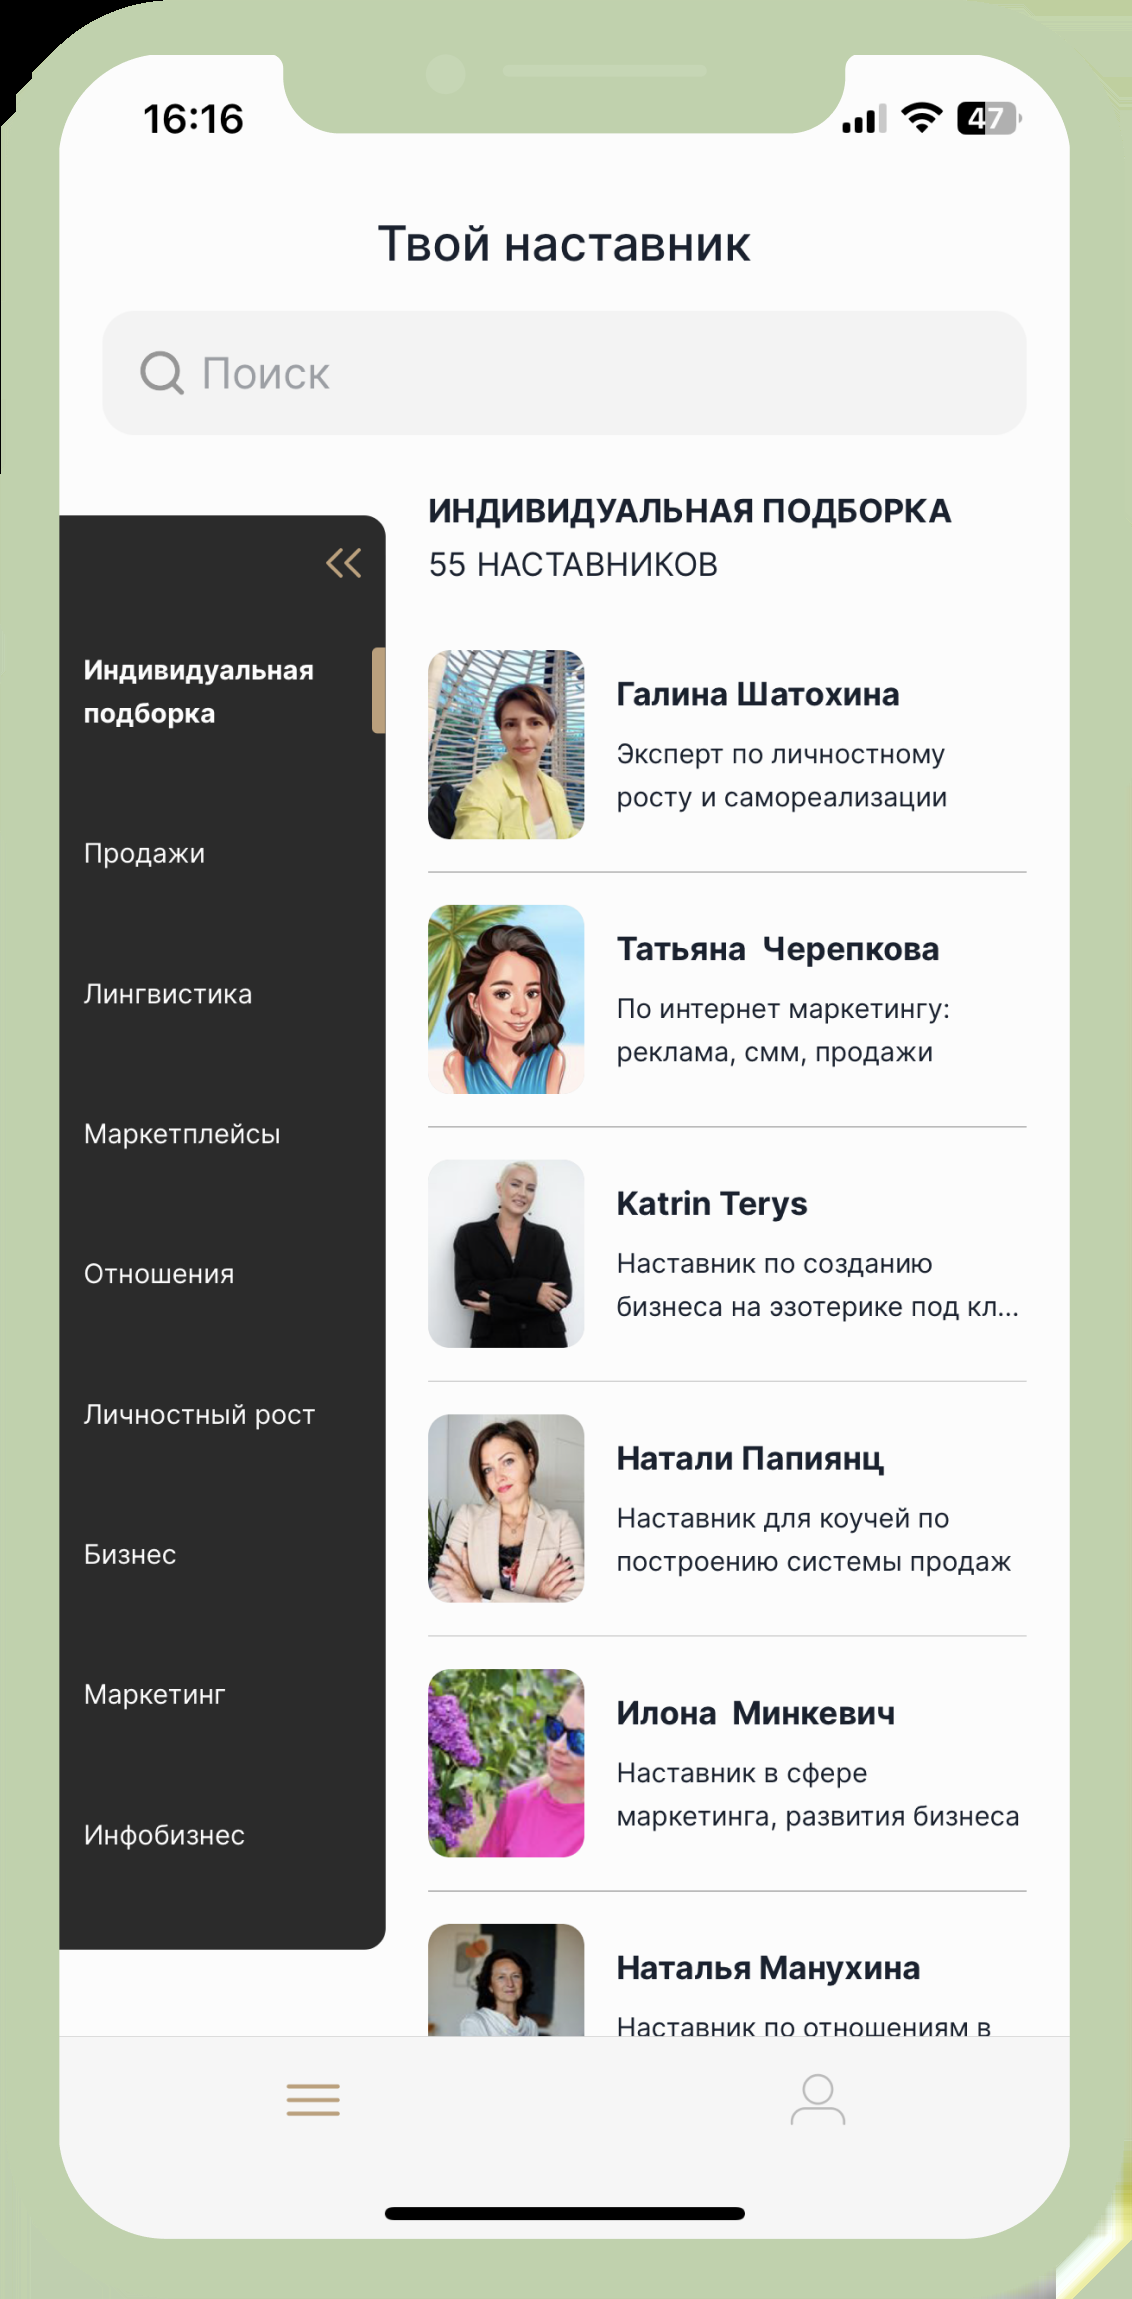 16:16
47
Твой наставник
Поиск
ИНДИВИДУАЛЬНАЯ ПОДБОРКА
55 НАСТАВНИКОВ
Индивидуальная
подборка
Продажи
Лингвистика
Маркетплейсы
Отношения
Личностный рост
Бизнес
Маркетинг
Инфобизнес
Галина Шатохина
Эксперт по личностному
росту и самореализации
Татьяна  Черепкова
По интернет маркетингу:
реклама, смм, продажи
Katrin Terys
Наставник по созданию
бизнеса на эзотерике под кл...
Натали Папиянц
Наставник для коучей по
построению системы продаж
Илона  Минкевич
Наставник в сфере
маркетинга, развития бизнеса
Наталья Манухина
Наставник по отношениям в